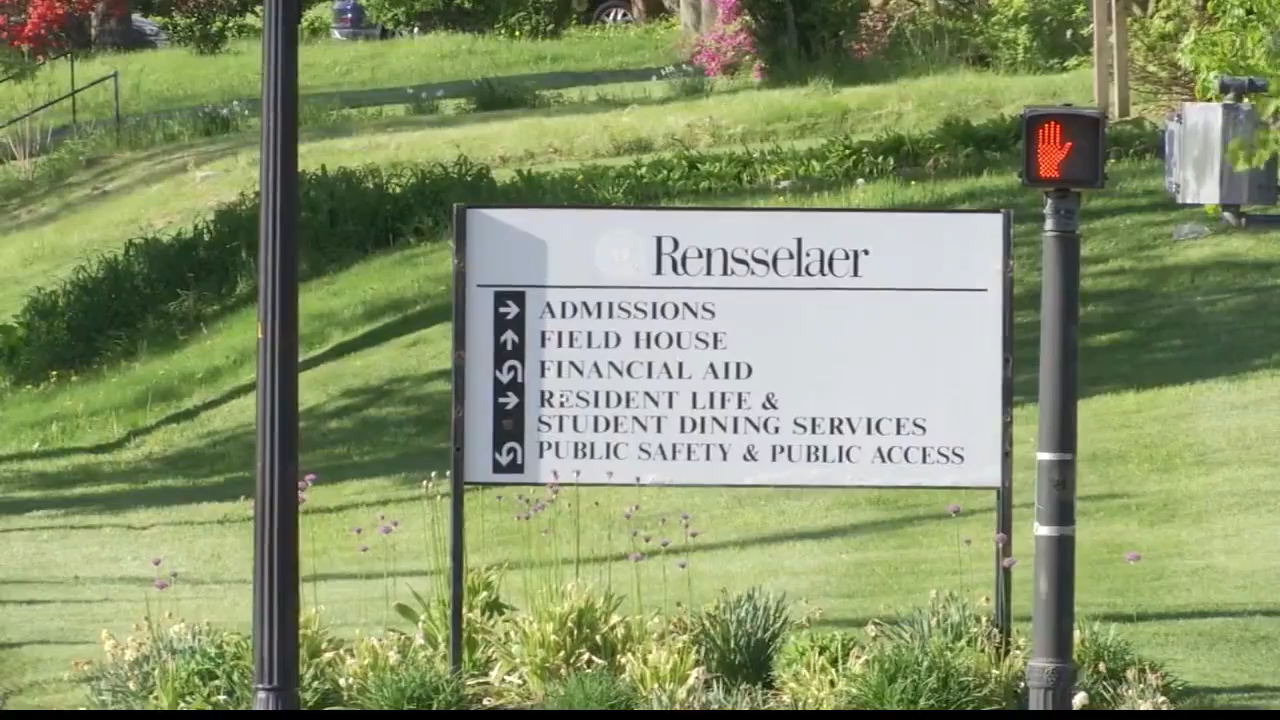 Rensselaer
ADMISSIONS
FIELD HOUSE
FINANCIAL AID
RESIDENT LIFE &
STUDENT DINING SERVICES
PUBLIC SAFETY & PUBLIC ACCESS